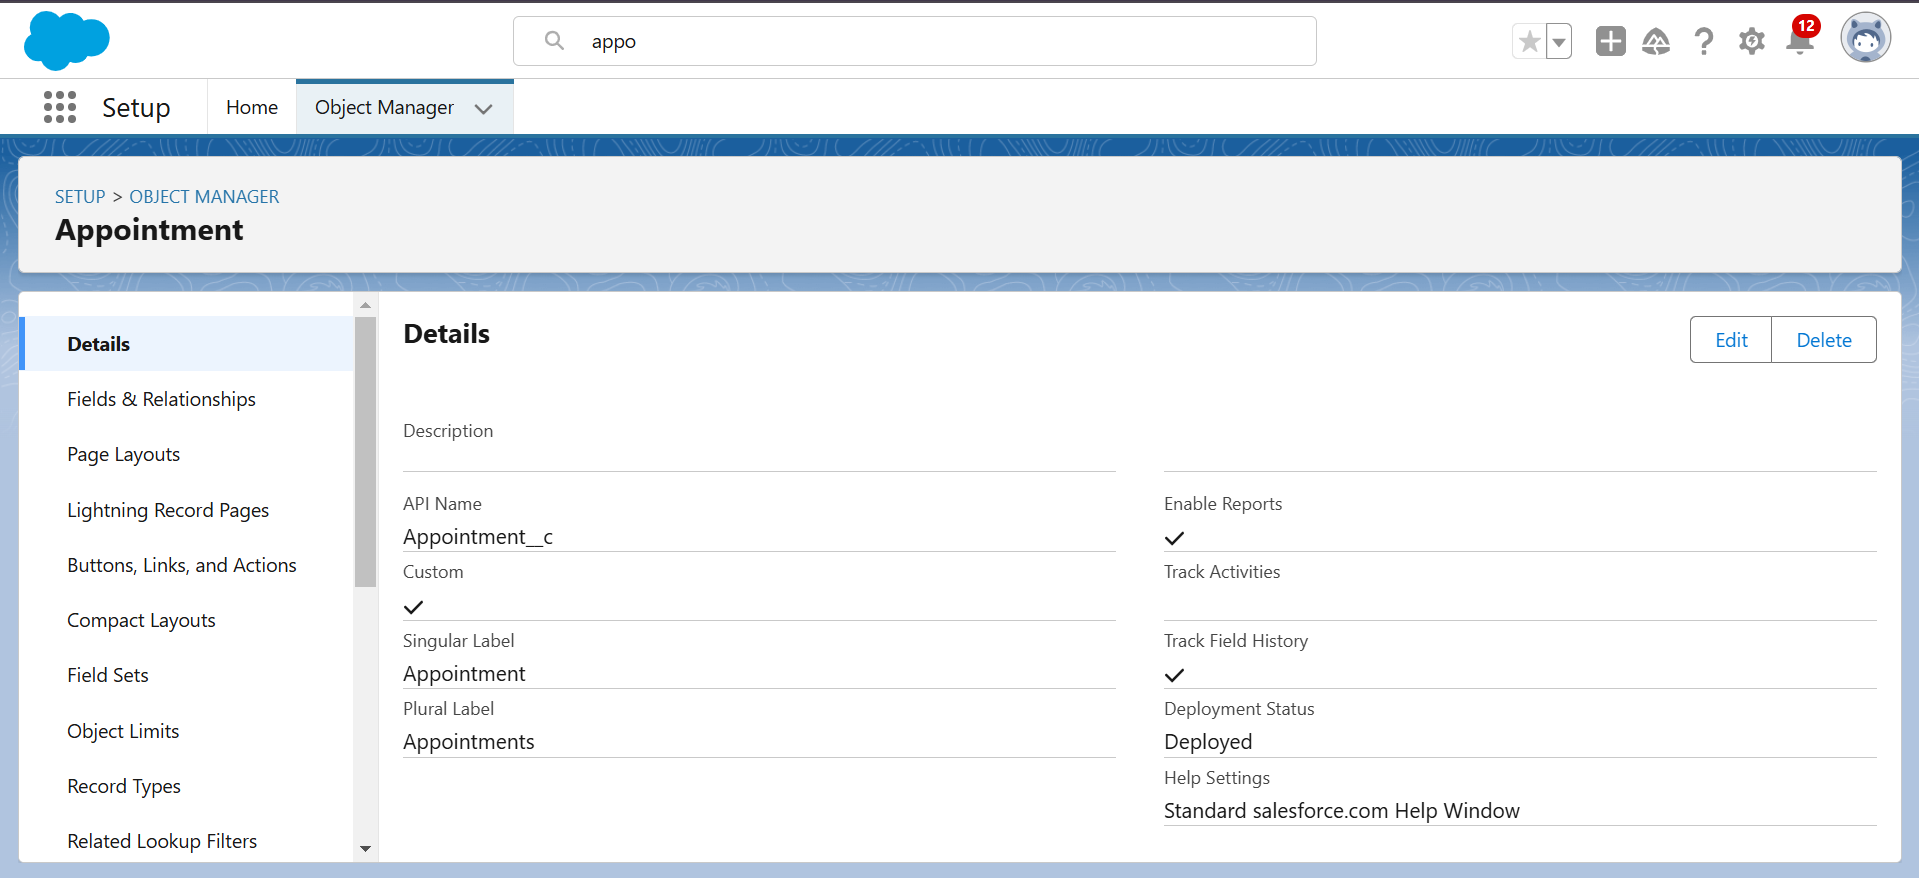 appo
12
Setup
Home
Object Manager
SETUP > OBJECT MANAGER
Appointment
Details
Fields & Relationships
Page Layouts
Lightning Record Pages
Buttons, Links, and Actions
Compact Layouts
Field Sets
Object Limits
Record Types
Related Lookup Filters
Details
Edit
Delete
Description
API Name
Appointment__c
Custom
Singular Label
Appointment
Plural Label
Appointments
Enable Reports
Track Activities
Track Field History
Deployment Status
Deployed
Help Settings
Standard salesforce.com Help Window